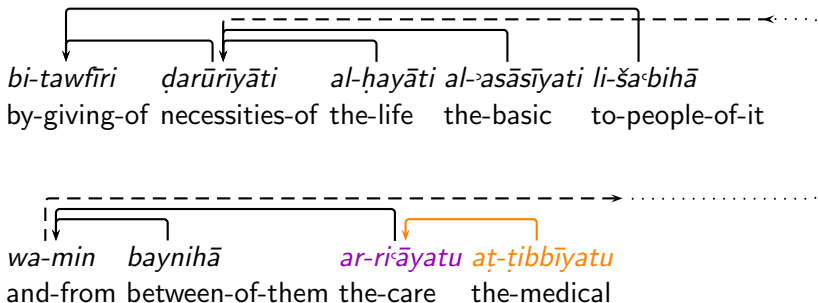 bi-tawfīri ḍarūrīyāti al-ḥayāti al-ʾasāsīyati li-šaʿbihā
by-giving-of necessities-of the-life the-basic to-people-of-it
wa-min baynihā ar-riʿāyatu aṭ-ṭibbīyatu
and-from between-of-them the-care the-medical